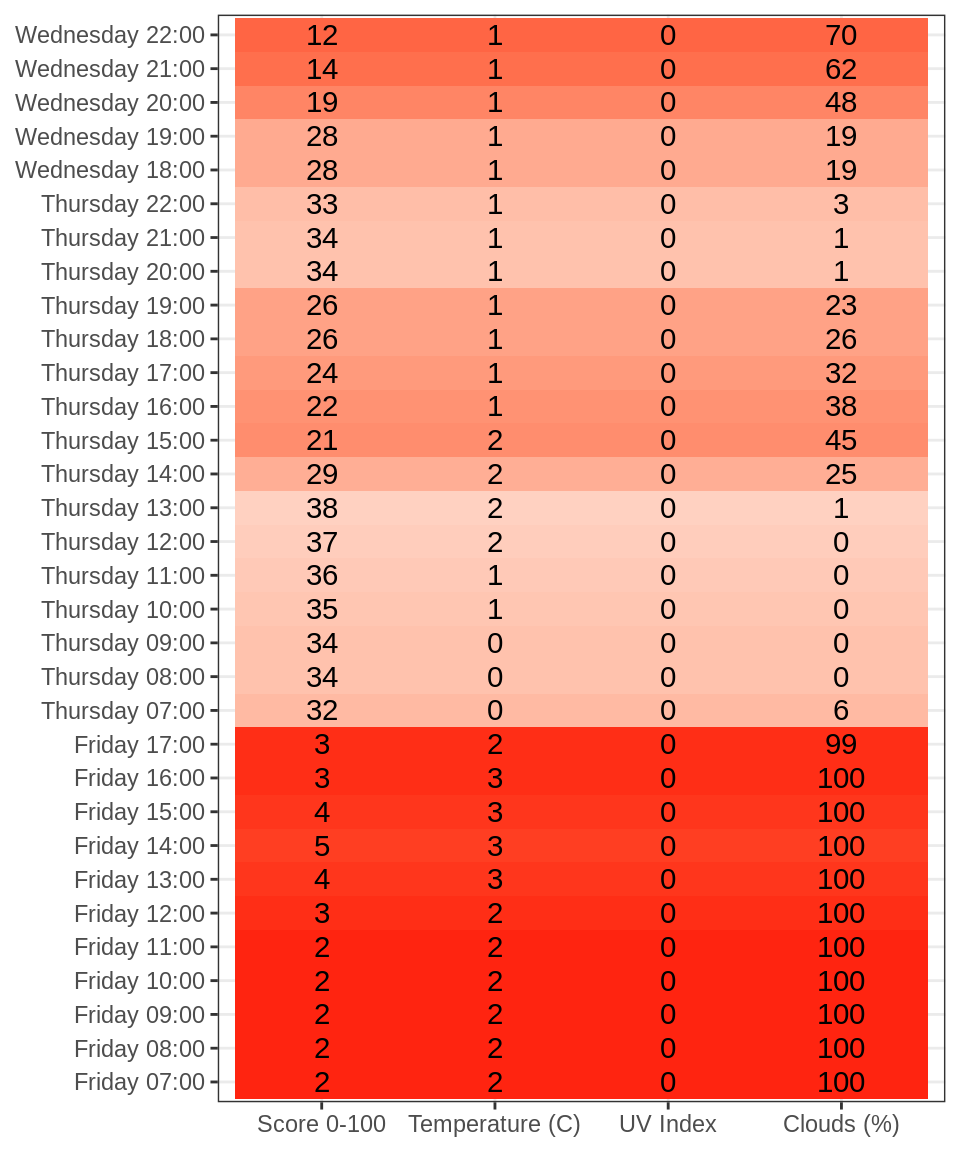 Wednesday 22:00 12 1 0 70
Wednesday 21:00 14 1 0 62
Wednesday 20:00 19 1 0 48
Wednesday 19:00 28 1 0 19
Wednesday 18:00 28 1 0 19
Thursday 22:00 33 1 0 3
Thursday 21:00 34 1 0 1
Thursday 20:00 34 1 0 1
Thursday 19:00 26 1 0 23
Thursday 18:00 26 1 0 26
Thursday 17:00 24 1 0 32
Thursday 16:00 22 1 0 38
Thursday 15:00 21 2 0 45
Thursday 14:00 29 2 0 25
Thursday 13:00 38 2 0 1
Thursday 12:00 37 2 0 0
Thursday 11:00 36 1 0 0
Thursday 10:00 35 1 0 0
Thursday 09:00 34 0 0 0
Thursday 08:00 34 0 0 0
Thursday 07:00 32 0 0 6
Friday 17:00 3 2 0 99
Friday 16:00 3 3 0 100
Friday 15:00 4 3 0 100
Friday 14:00 5 3 0 100
Friday 13:00 4 3 0 100
Friday 12:00 3 2 0 100
Friday 11:00 2 2 0 100
Friday 10:00 2 2 0 100
Friday 09:00 2 2 0 100
Friday 08:00 2 2 0 100
Friday 07:00 2 2 0 100
Score 0-100 Temperature (C) UV Index Clouds (%)